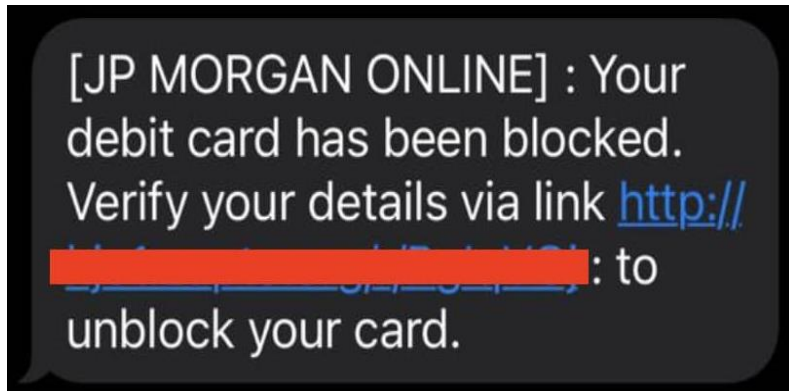 [JP MORGAN ONLINE] : Your
debit card has been blocked.
Verify your details via link http://
: to
unblock your card.